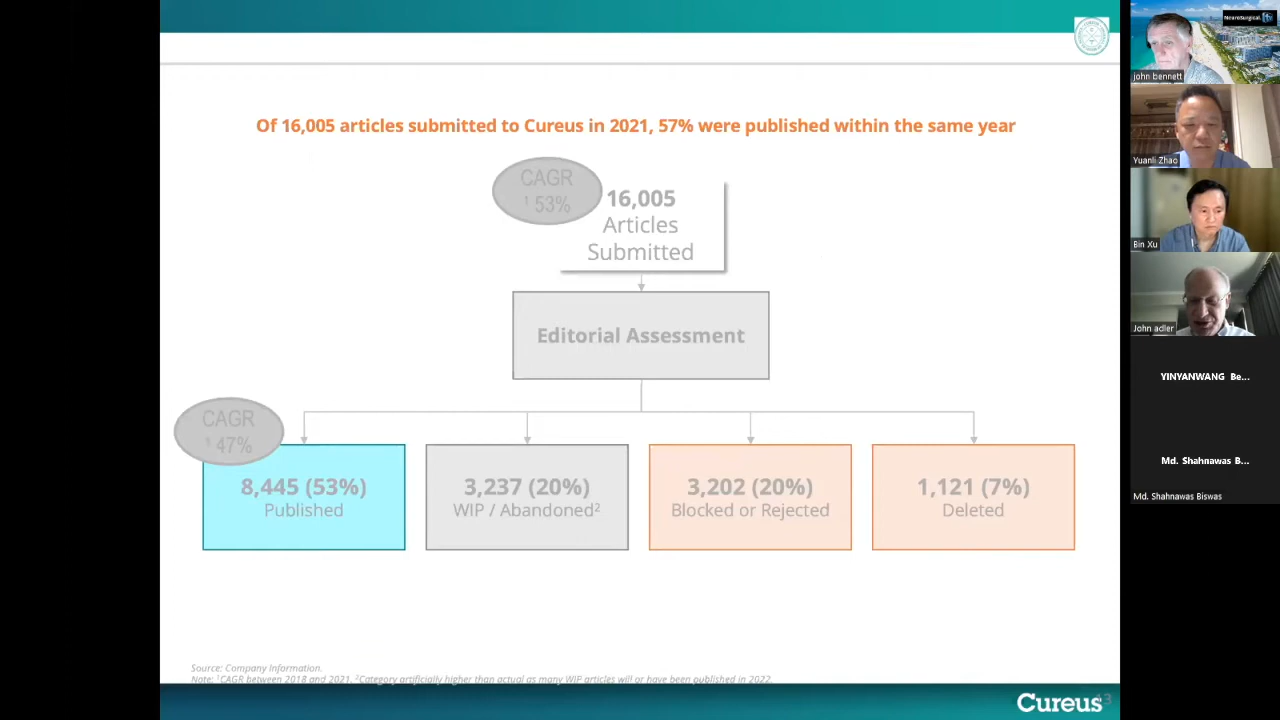 Of 16,005 articles submitted to Cureus in 2021, 57% were published within the same year
CAGR
¹ 53%
16,005
Articles
Submitted
Editorial Assessment
CAGR
¹ 47%
8,445 (53%)
Published
3,237 (20%)
WIP / Abandoned²
3,202 (20%)
Blocked or Rejected
1,121 (7%)
Deleted
Source: Company Information.
Note: ¹CAGR between 2018 and 2021, ²Category artificially higher than actual as many WIP articles will or have been published in 2022.
Cureus
13
NeuroSurgical
john bennett
Yuanli Zhao
Bin Xu
John adler
YINYANWANG Be...
Md. Shahnawas B...
Md. Shahnawas Biswas